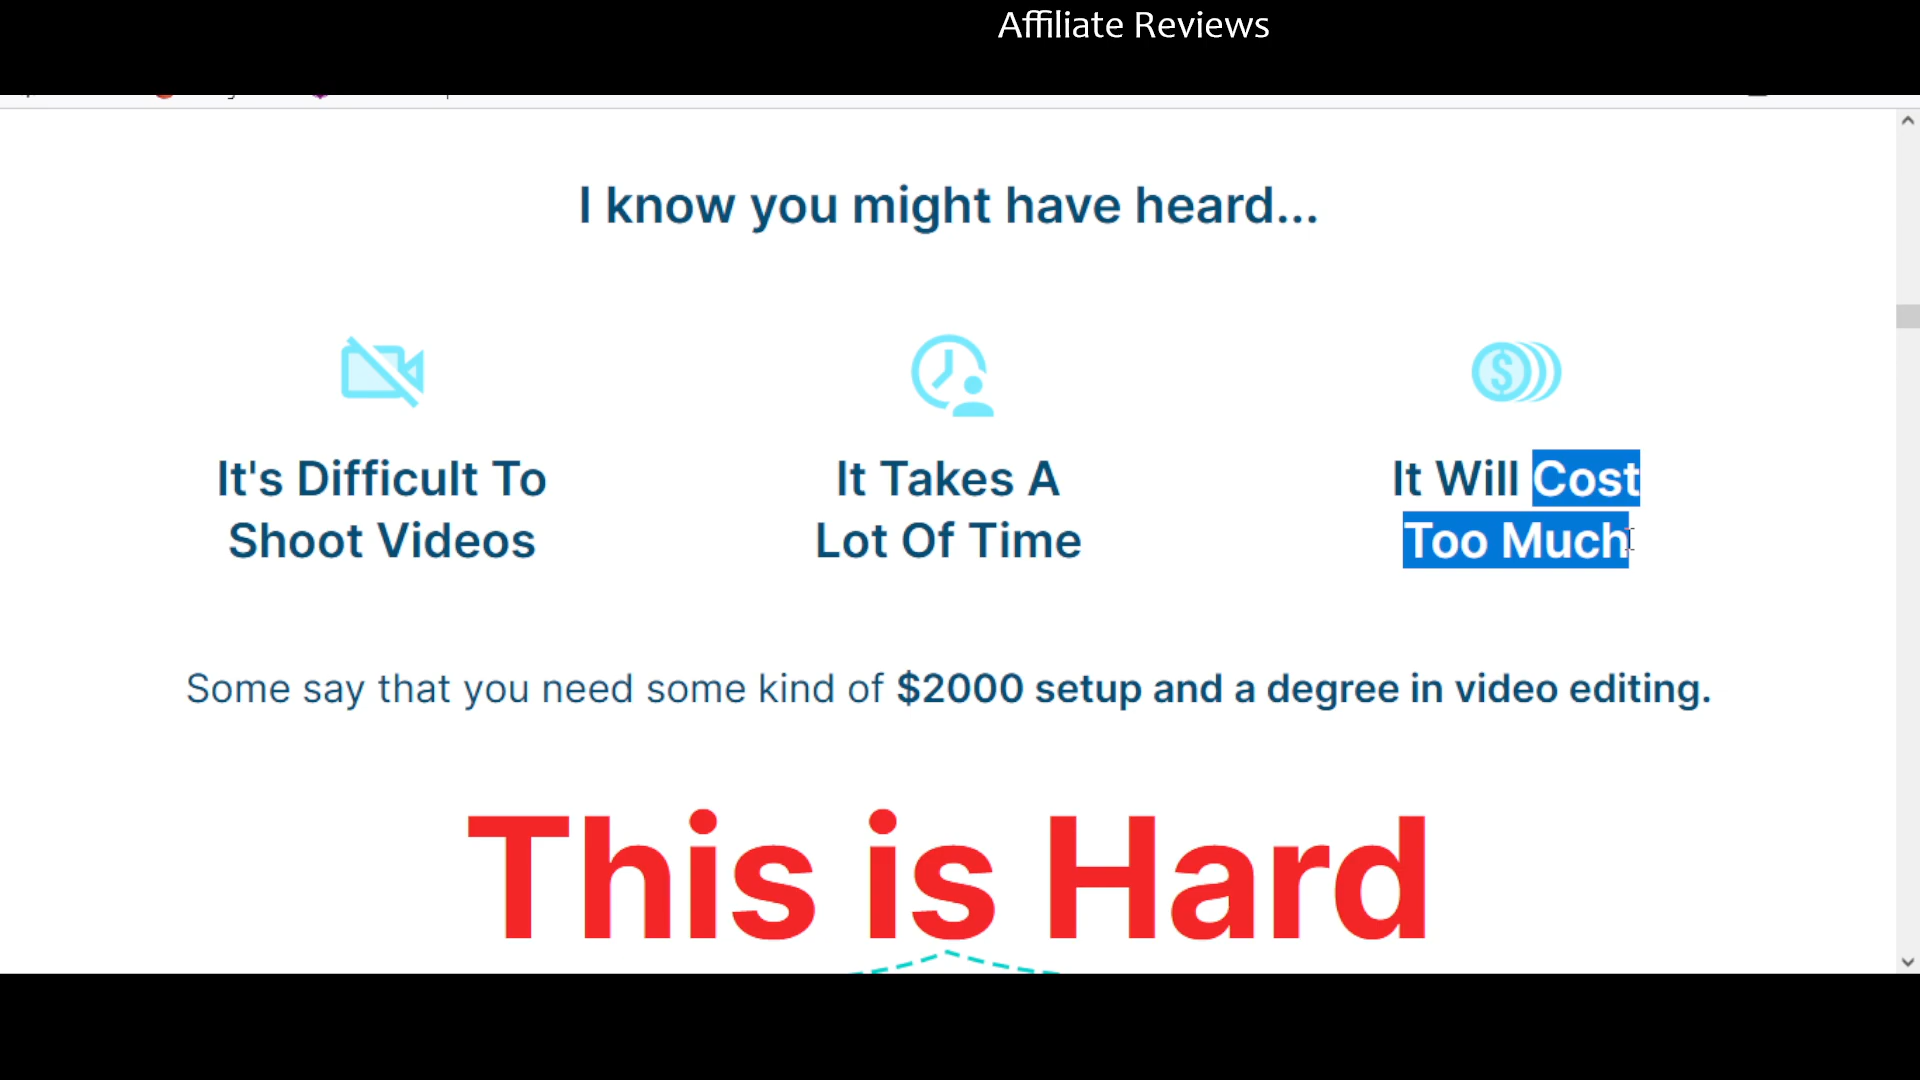 Affiliate Reviews
I know you might have heard...
It's Difficult To
Shoot Videos
It Takes A
Lot Of Time
It Will Cost
Too Much
Some say that you need some kind of $2000 setup and a degree in video editing.
This is Hard